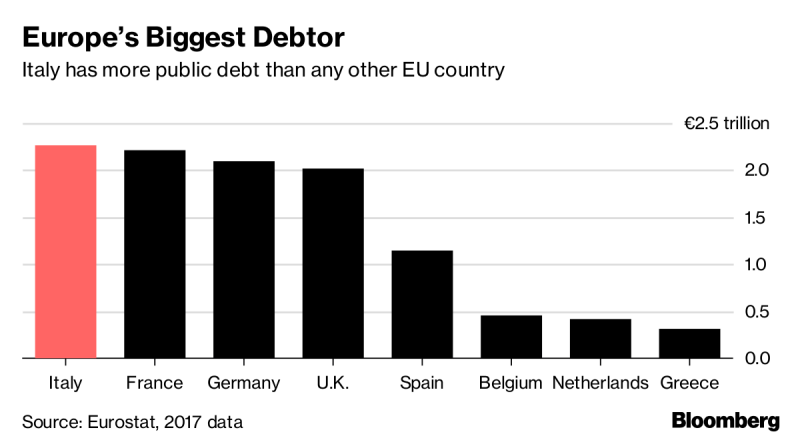 Europe’s Biggest Debtor
Italy has more public debt than any other EU country
€2.5 trillion
2.0
1.5
1.0
0.5
0.0
Italy France Germany U.K. Spain Belgium Netherlands Greece
Source: Eurostat, 2017 data
Bloomberg